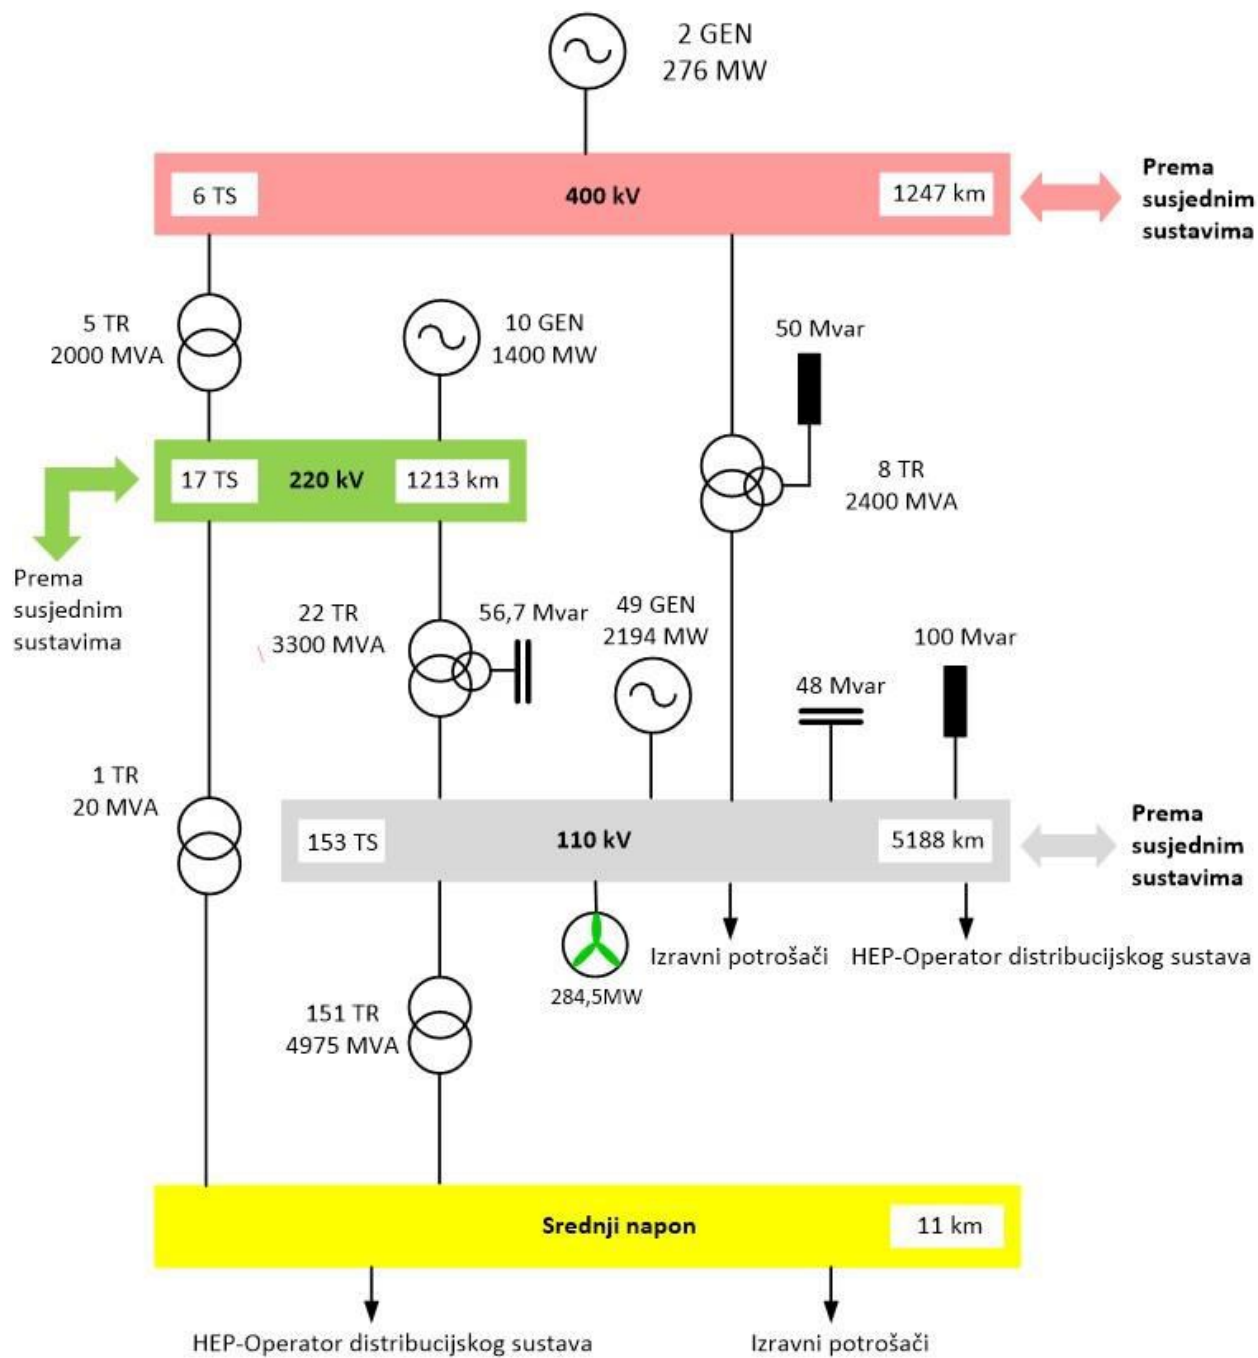 2 GEN
276 MW
6 TS
400 kV
1247 km
Prema
susjednim
sustavima
5 TR
2000 MVA
10 GEN
1400 MW
50 Mvar
8 TR
2400 MVA
17 TS
220 kV
1213 km
Prema
susjednim
sustavima
22 TR
3300 MVA
56,7 Mvar
49 GEN
2194 MW
48 Mvar
100 Mvar
1 TR
20 MVA
153 TS
110 kV
5188 km
Prema
susjednim
sustavima
284,5MW
Izravni potrošači
HEP-Operator distribucijskog sustava
151 TR
4975 MVA
Srednji napon
11 km
HEP-Operator distribucijskog sustava
Izravni potrošači